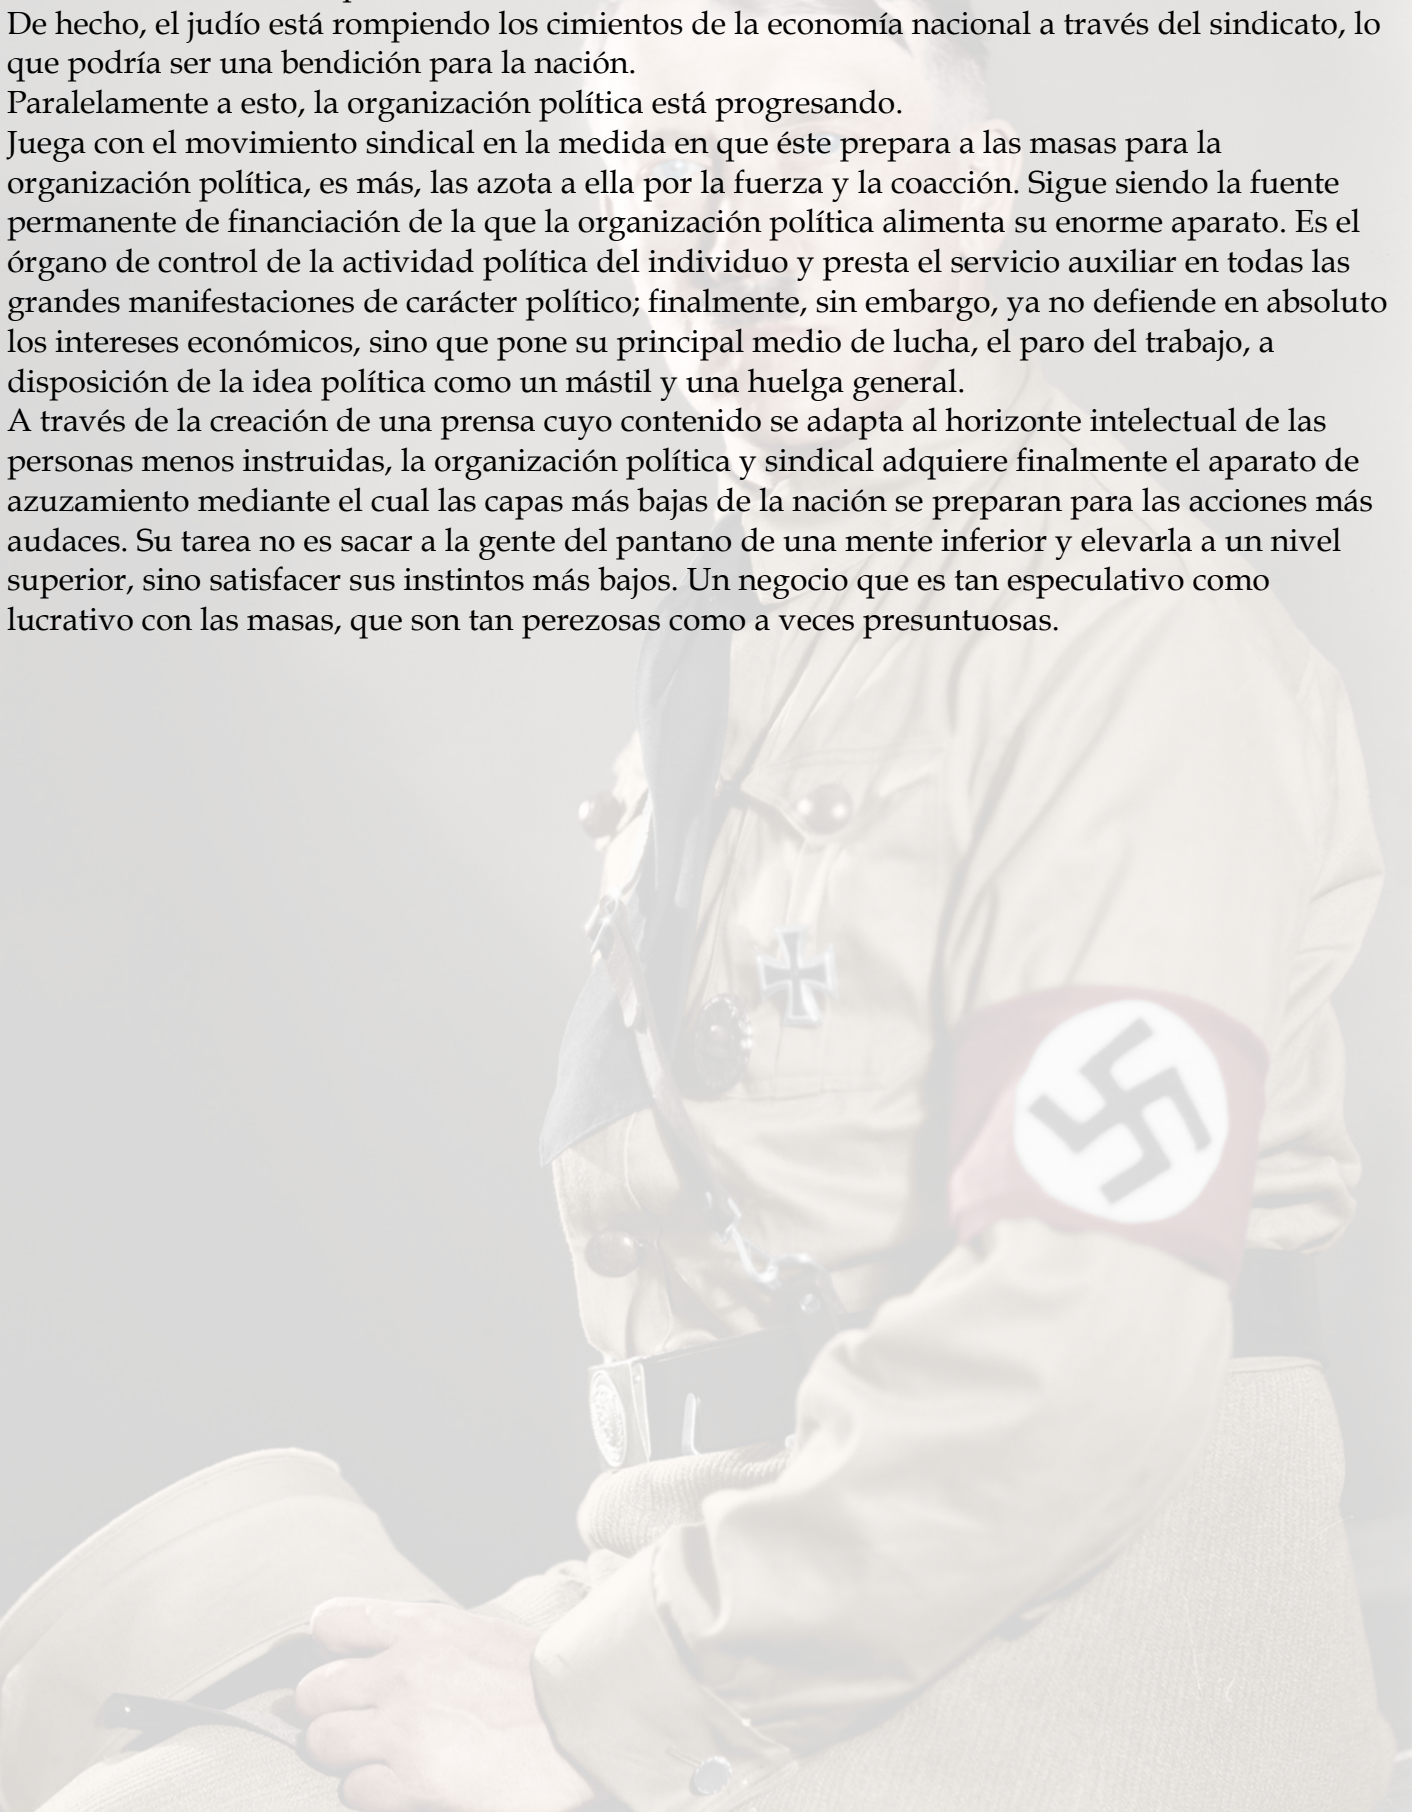 De hecho, el judío está rompiendo los cimientos de la economía nacional a través del sindicato, lo
que podría ser una bendición para la nación.
Paralelamente a esto, la organización política está progresando.
Juega con el movimiento sindical en la medida en que éste prepara a las masas para la
organización política, es más, las azota a ella por la fuerza y la coacción. Sigue siendo la fuente
permanente de financiación de la que la organización política alimenta su enorme aparato. Es el
órgano de control de la actividad política del individuo y presta el servicio auxiliar en todas las
grandes manifestaciones de carácter político; finalmente, sin embargo, ya no defiende en absoluto
los intereses económicos, sino que pone su principal medio de lucha, el paro del trabajo, a
disposición de la idea política como un mástil y una huelga general.
A través de la creación de una prensa cuyo contenido se adapta al horizonte intelectual de las
personas menos instruidas, la organización política y sindical adquiere finalmente el aparato de
azuzamiento mediante el cual las capas más bajas de la nación se preparan para las acciones más
audaces. Su tarea no es sacar a la gente del pantano de una mente inferior y elevarla a un nivel
superior, sino satisfacer sus instintos más bajos. Un negocio que es tan especulativo como
lucrativo con las masas, que son tan perezosas como a veces presuntuosas.